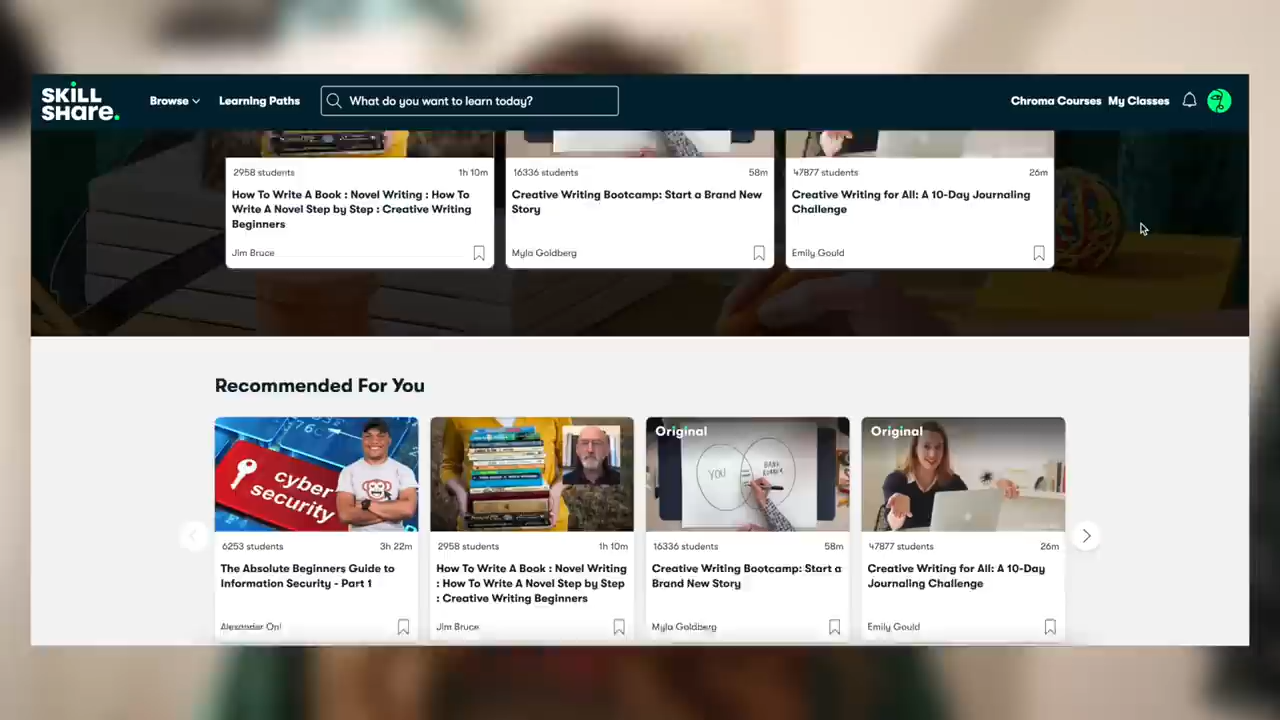 SKILL
SHare.
Browse
Learning Paths
What do you want to learn today?
Chroma Courses
My Classes
2958 students
1h 10m
How To Write A Book : Novel Writing : How To
Write A Novel Step by Step : Creative Writing
Beginners
Jim Bruce
16336 students
58m
Creative Writing Bootcamp: Start a Brand New
Story
Myla Goldberg
47877 students
26m
Creative Writing for All: A 10-Day Journaling
Challenge
Emily Gould
Recommended For You
cyber
security
6253 students
3h 22m
The Absolute Beginners Guide to
Information Security - Part 1
Alexander Oni
2958 students
1h 10m
How To Write A Book : Novel Writing
: How To Write A Novel Step by Step
: Creative Writing Beginners
Jim Bruce
Original
YOU
BANK
ROBBER
16336 students
58m
Creative Writing Bootcamp: Start a
Brand New Story
Myla Goldberg
Original
47877 students
26m
Creative Writing for All: A 10-Day
Journaling Challenge
Emily Gould